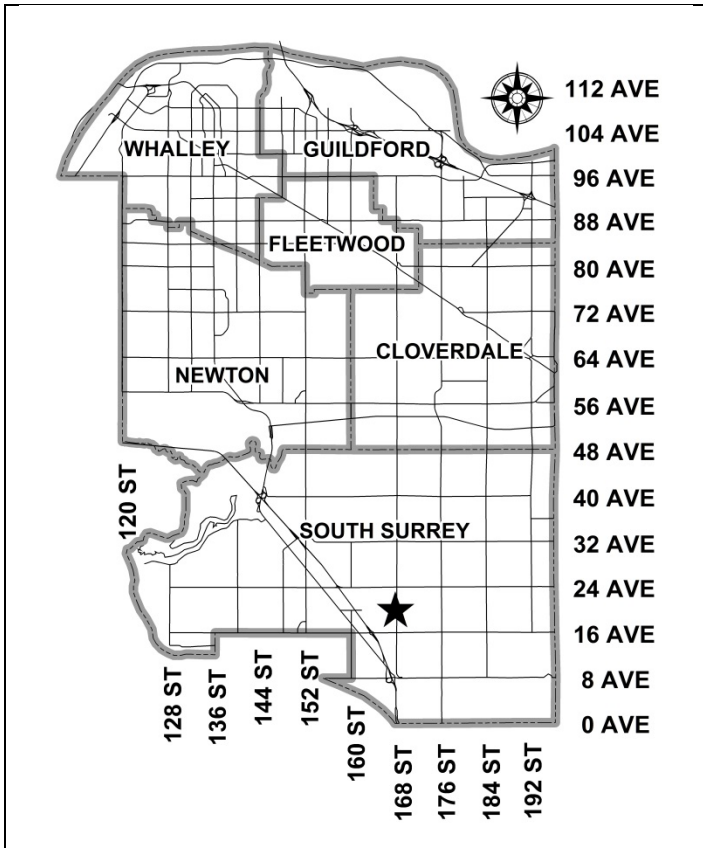 112 AVE
104 AVE
WHALLEY
GUILDFORD
96 AVE
88 AVE
FLEETWOOD
80 AVE
72 AVE
CLOVERDALE
64 AVE
NEWTON
56 AVE
48 AVE
120 ST
40 AVE
SOUTH SURREY
32 AVE
24 AVE
16 AVE
128 ST
136 ST
144 ST
152 ST
160 ST
8 AVE
0 AVE
168 ST
176 ST
184 ST
192 ST